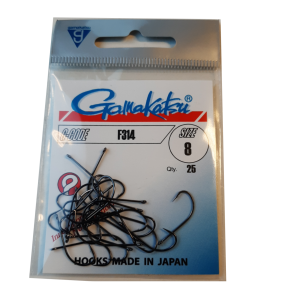 G
Gamakatsu
G-CODE
F314
SIZE
8
Qty.
25
HOOKS MADE IN JAPAN